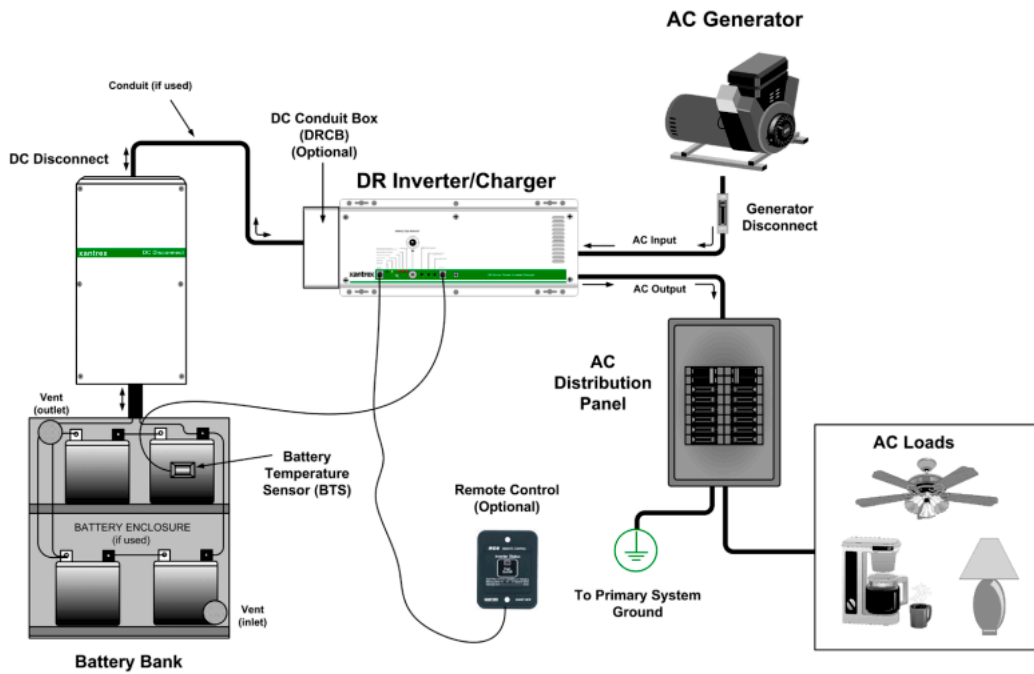 AC Generator
Conduit (if used)
DC Conduit Box
(DRCB)
(Optional)
DC Disconnect
DR Inverter/Charger
Generator
Disconnect
AC Input
xantrex
DC Disconnect
xantrex
AC Output
AC
Distribution
Panel
Vent
(outlet)
AC Loads
Battery
Temperature
Sensor (BTS)
Remote Control
(Optional)
BATTERY ENCLOSURE
(if used)
To Primary System
Ground
Vent
(inlet)
Battery Bank